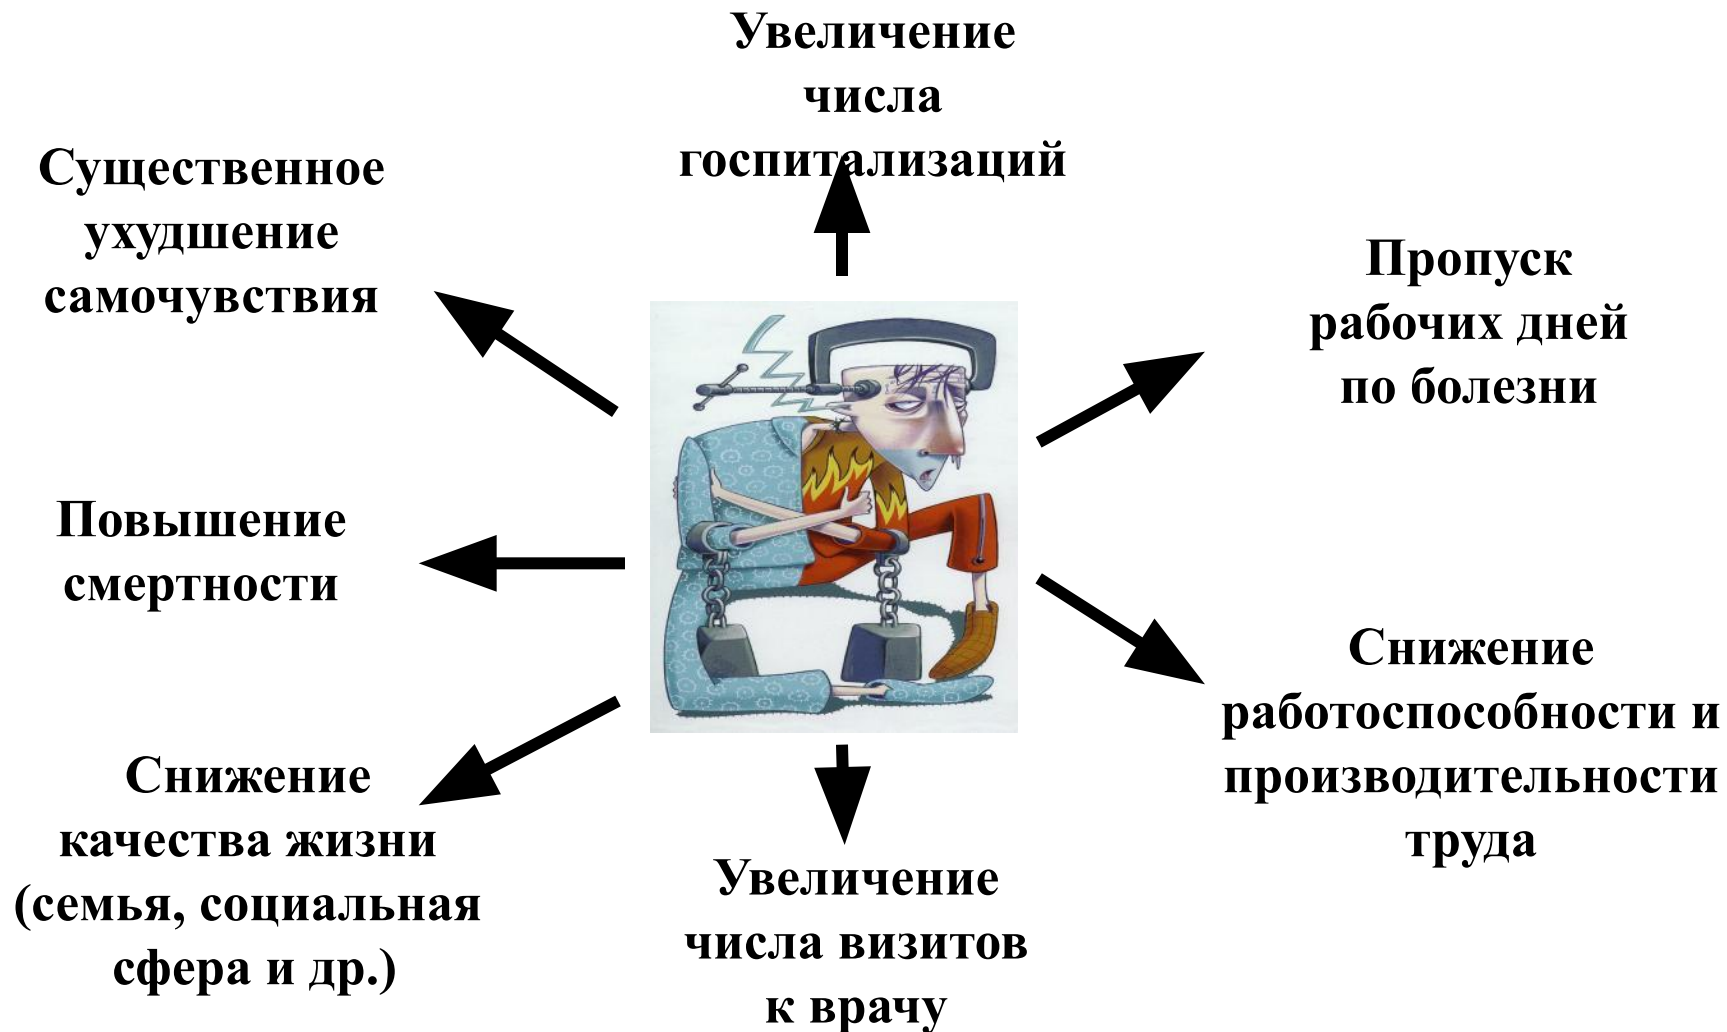 Увеличение
числа
госпитализаций
Существенное
ухудшение
самочувствия
Пропуск
рабочих дней
по болезни
Повышение
смертности
Снижение
работоспособности и
производительности
труда
Снижение
качества жизни
(семья, социальная
сфера и др.)
Увеличение
числа визитов
к врачу